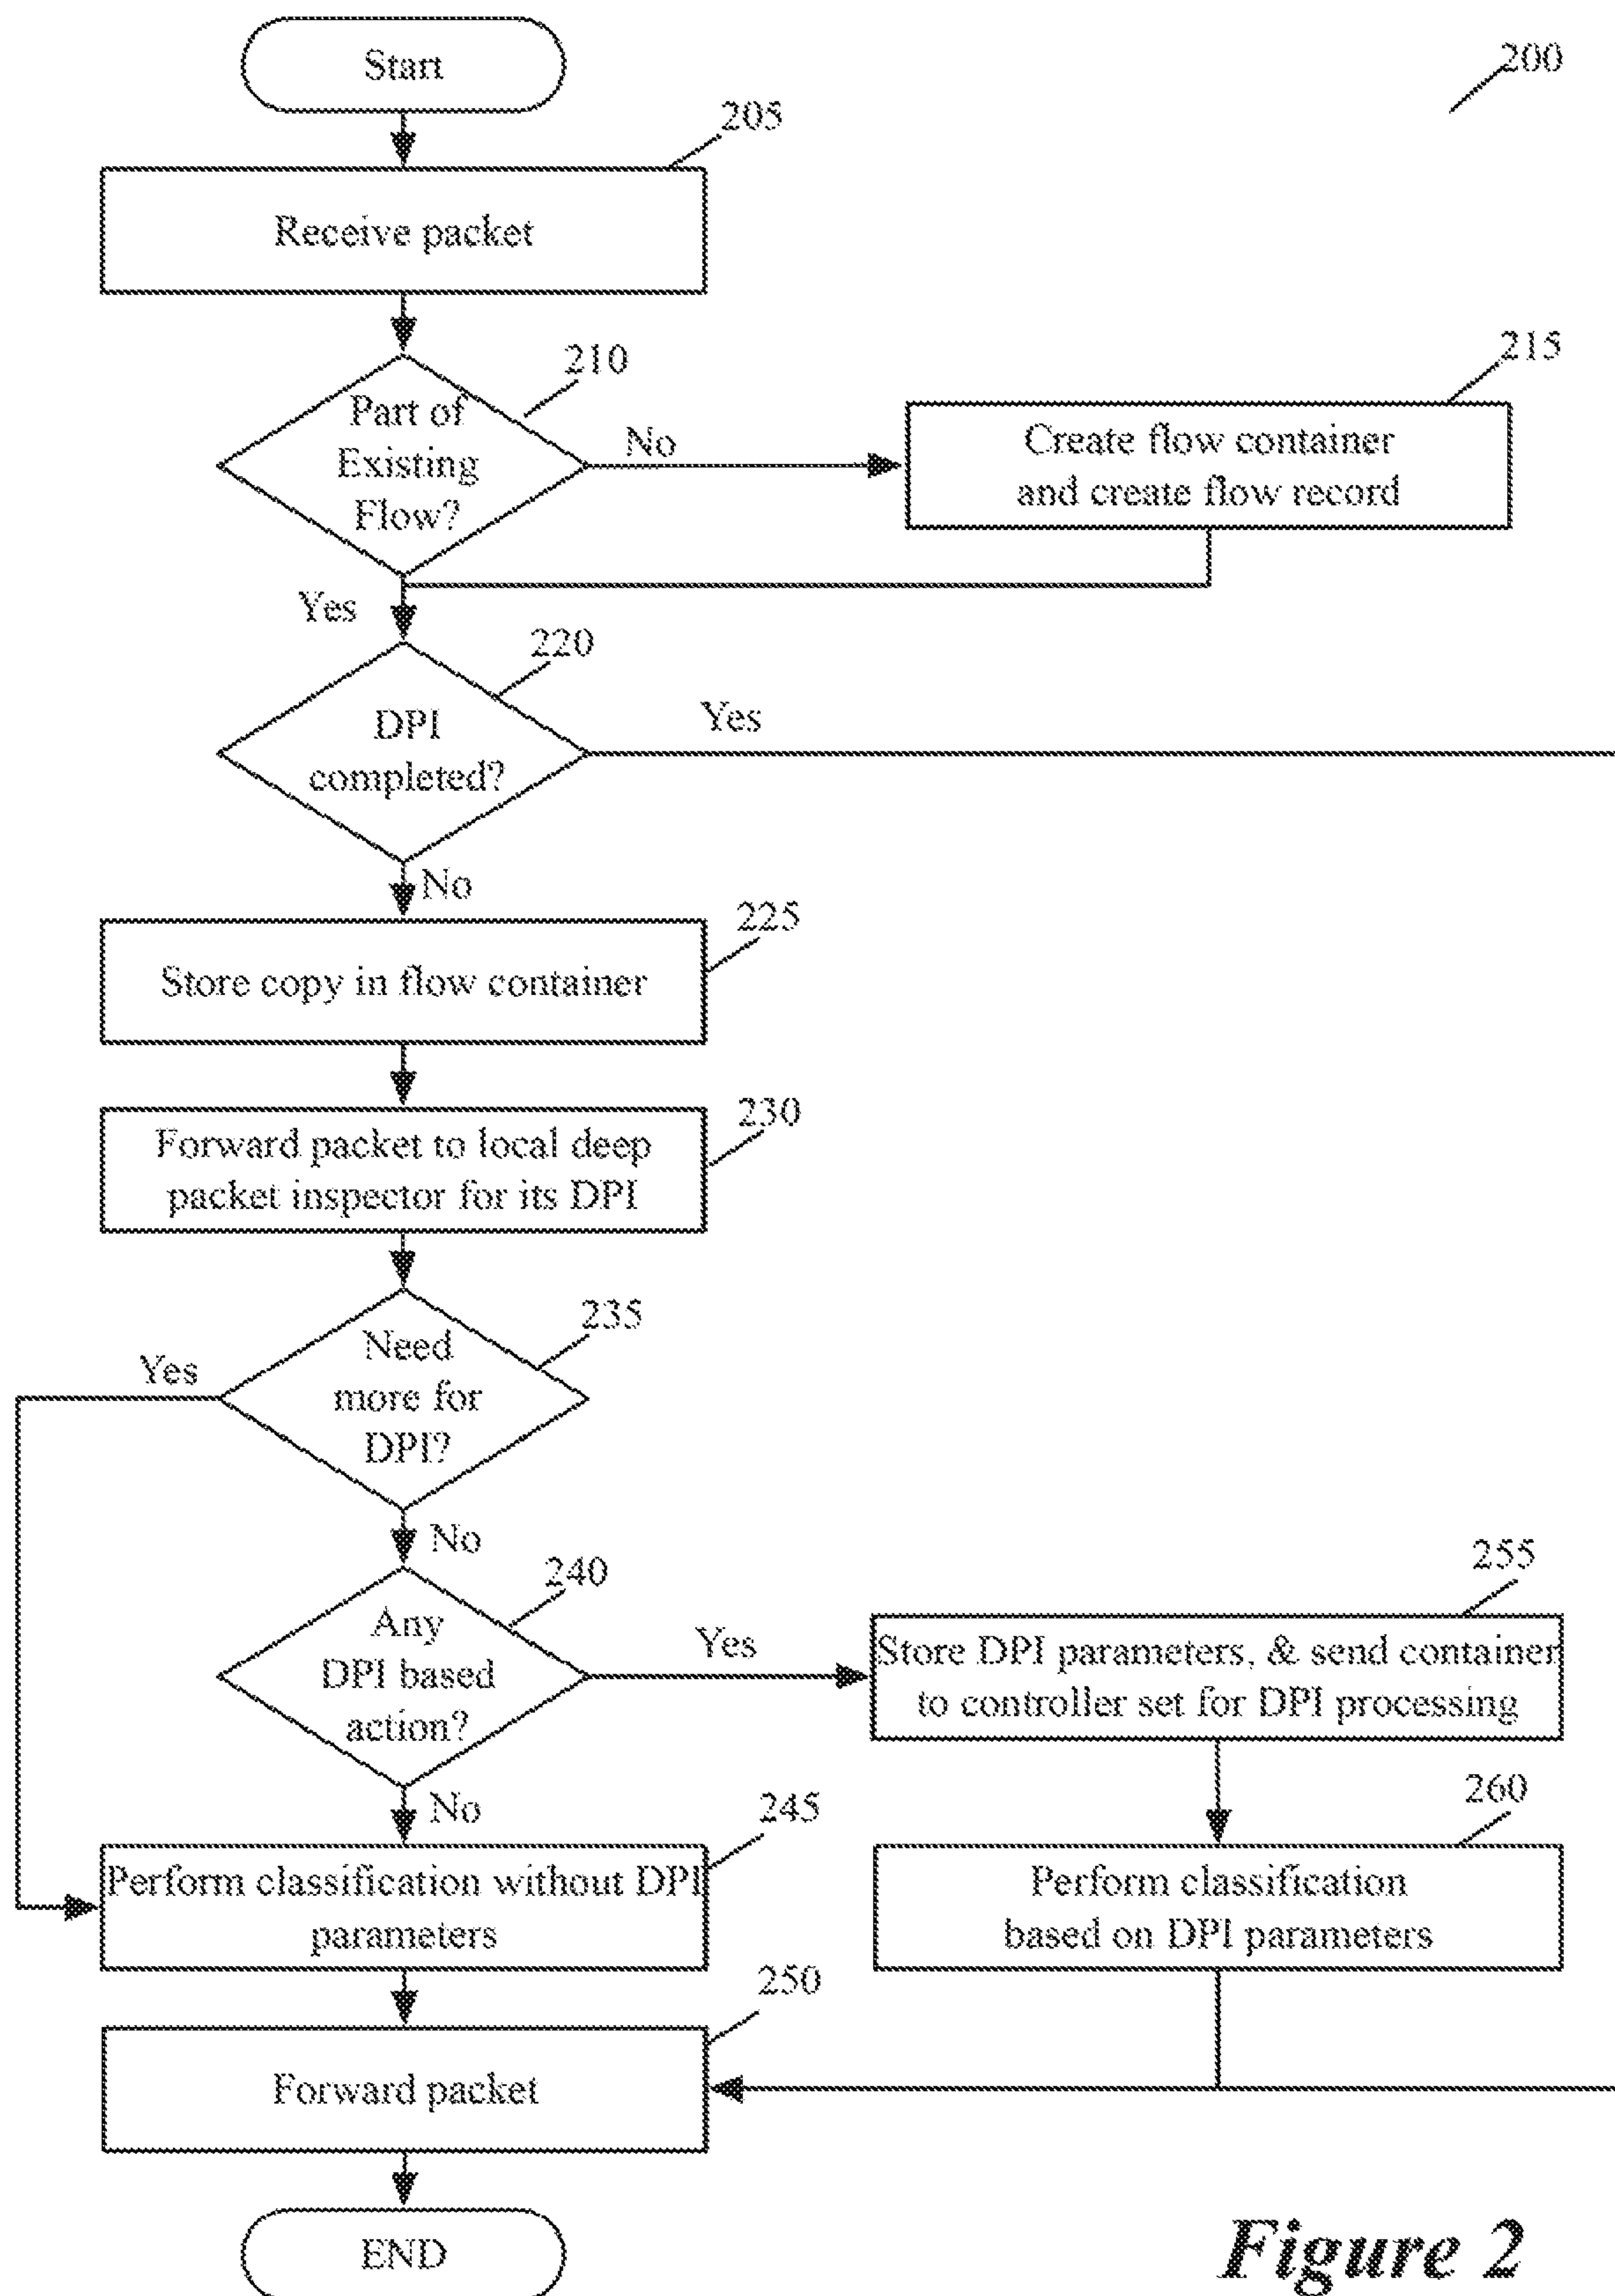 Start
200
205
Receive packet
210
Part of
Existing
Flow?
No
215
Create flow container
and create flow record
Yes
220
DPI
completed?
Yes
No
225
Store copy in flow container
230
Forward packet to local deep
packet inspector for its DPI
235
Need
more for
DPI?
Yes
No
240
Any
DPI based
action?
Yes
255
Store DPI parameters, & send container
to controller set for DPI processing
No
245
Perform classification without DPI
parameters
260
Perform classification
based on DPI parameters
250
Forward packet
END
Figure 2